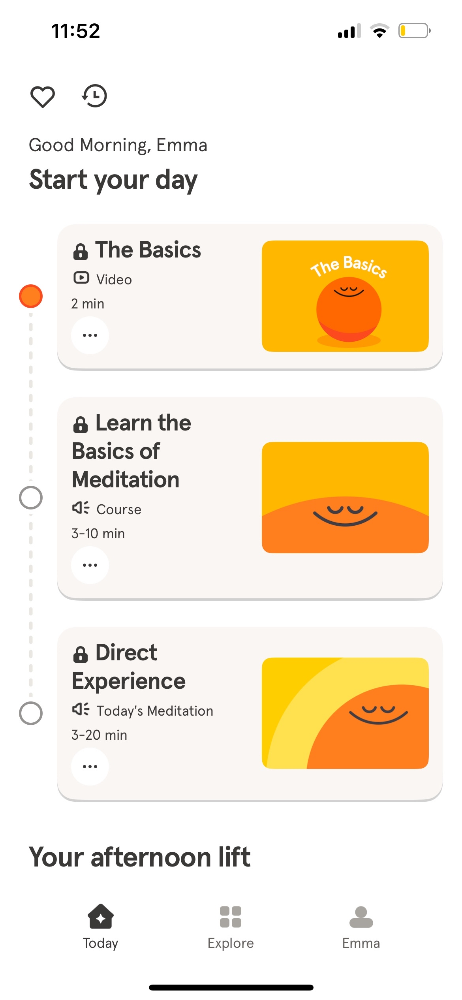 11:52
Good Morning, Emma
Start your day
The Basics
Video
2 min
The Basics
Learn the
Basics of
Meditation
Course
3-10 min
Direct
Experience
Today's Meditation
3-20 min
Your afternoon lift
Today
Explore
Emma